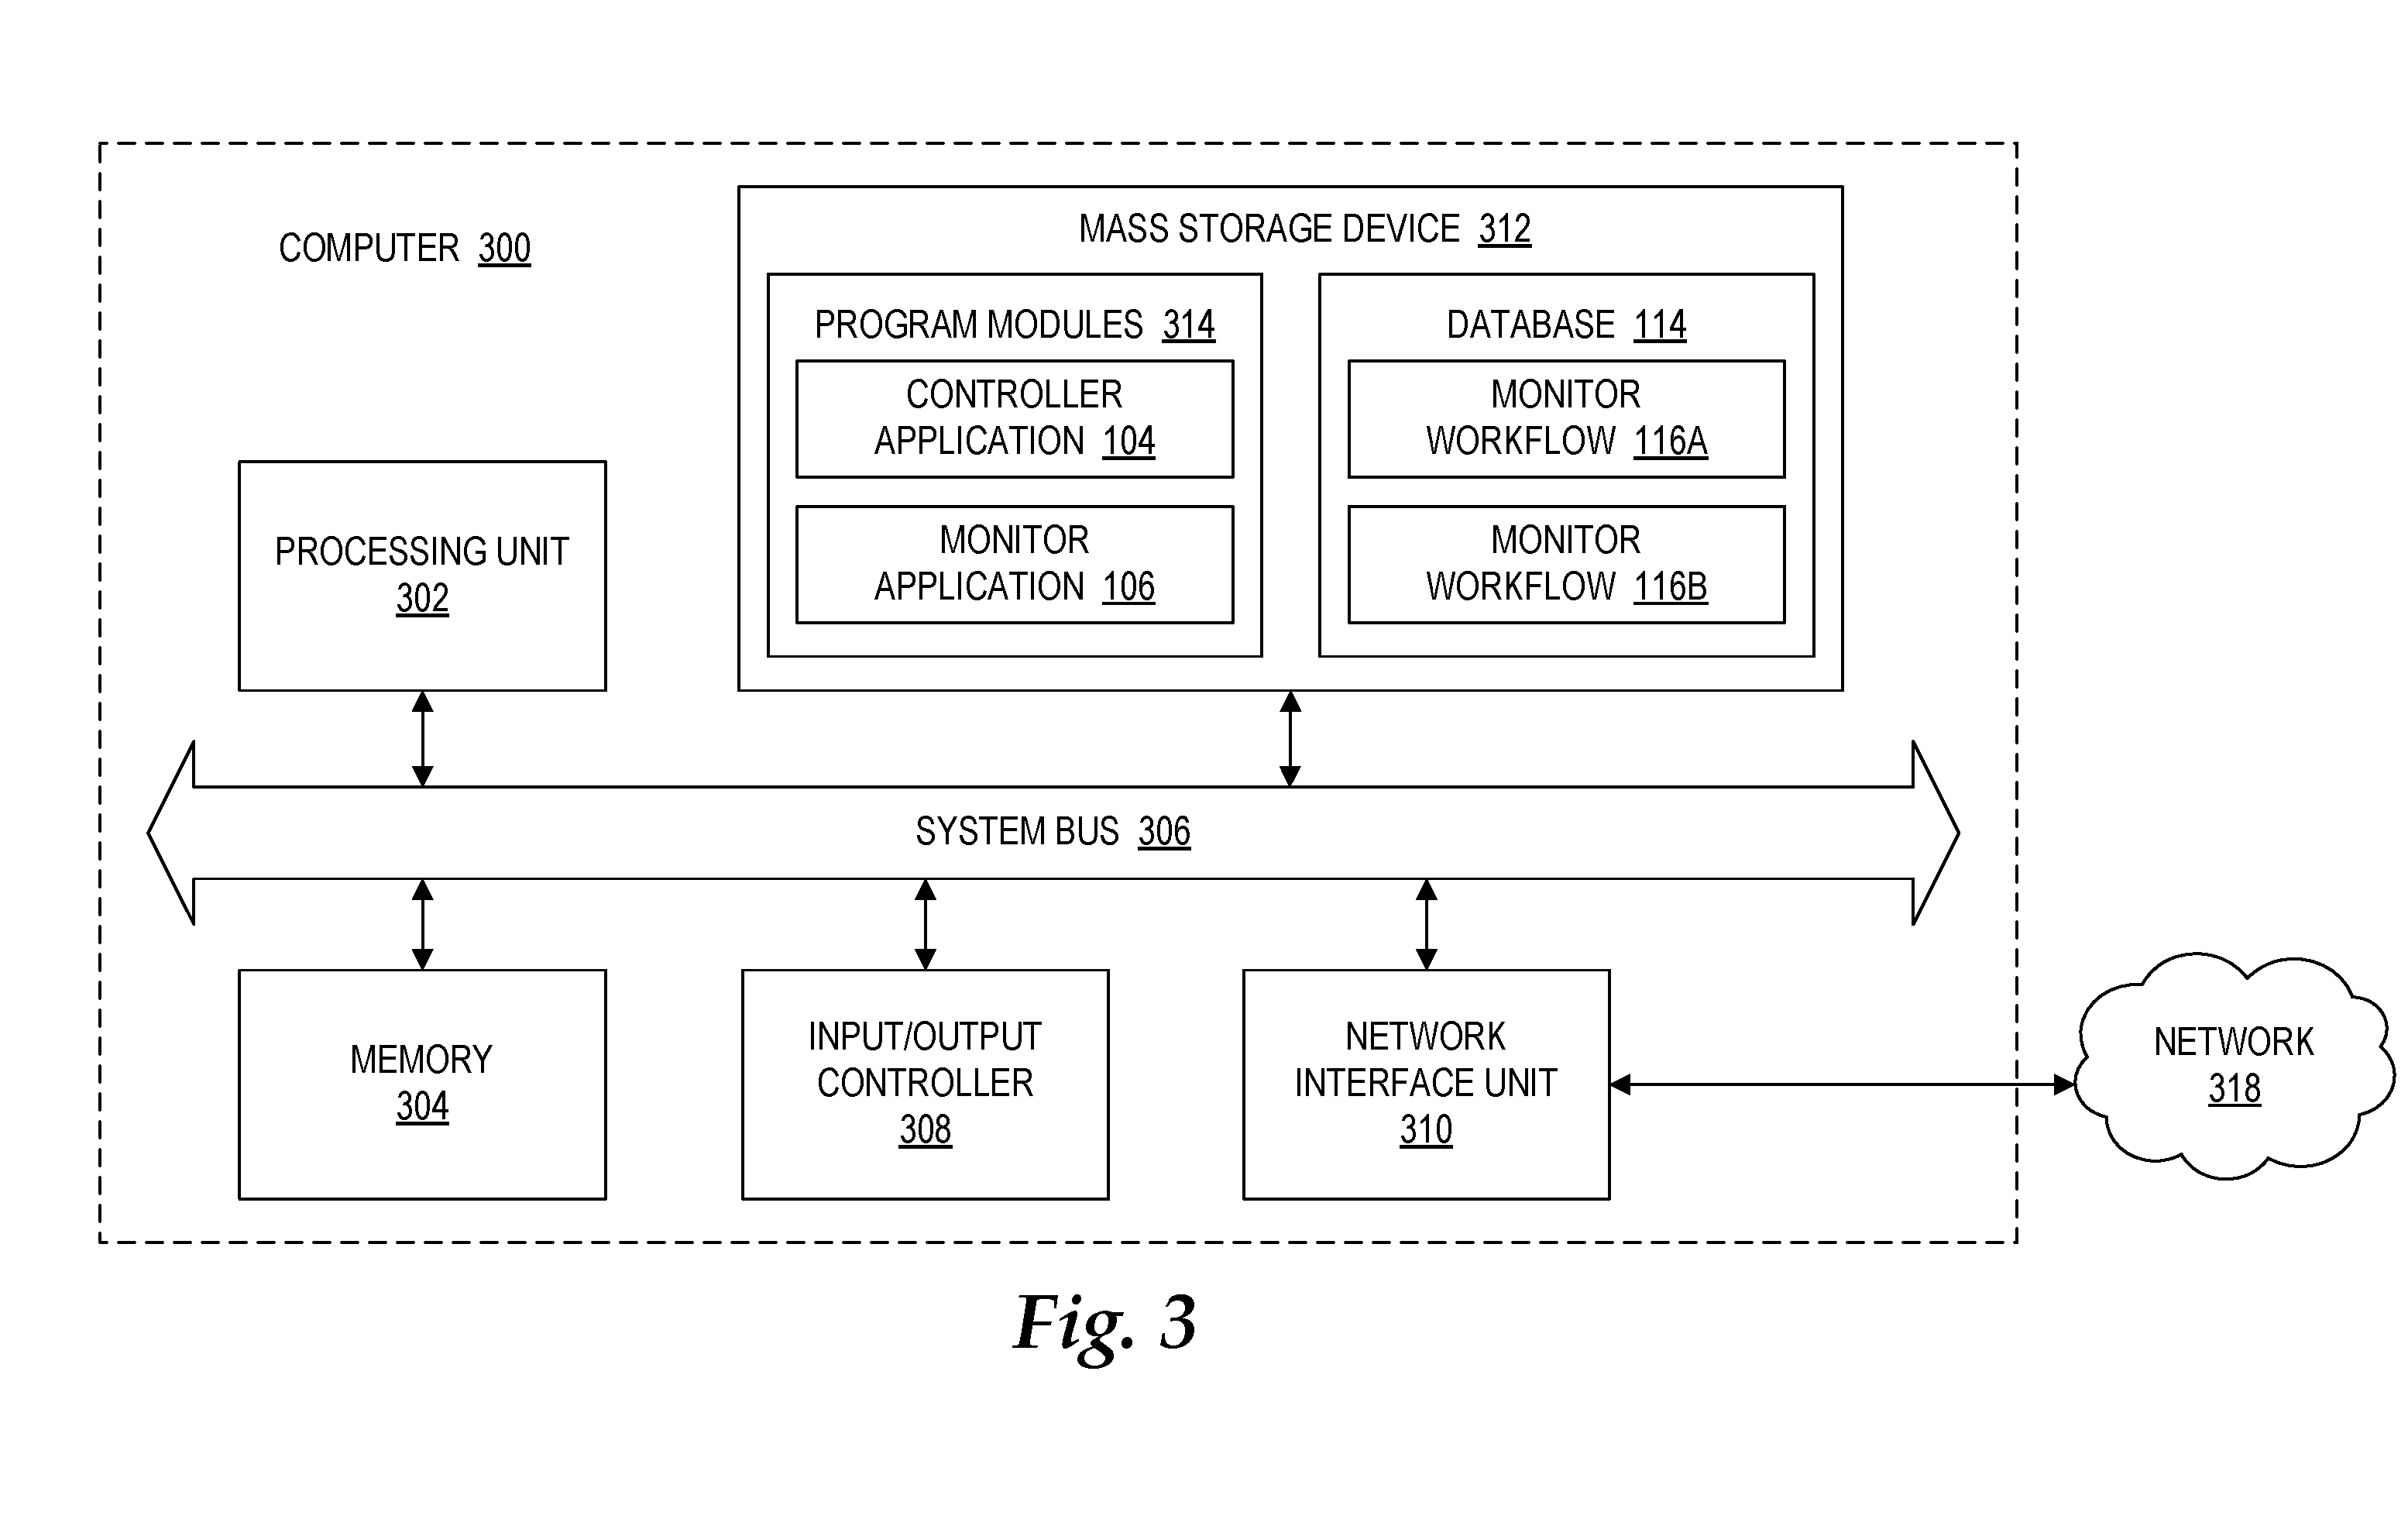 COMPUTER 300
MASS STORAGE DEVICE 312
PROGRAM MODULES 314
CONTROLLER
APPLICATION 104
MONITOR
APPLICATION 106
DATABASE 114
MONITOR
WORKFLOW 116A
MONITOR
WORKFLOW 116B
PROCESSING UNIT
302
SYSTEM BUS 306
MEMORY
304
INPUT/OUTPUT
CONTROLLER
308
NETWORK
INTERFACE UNIT
310
NETWORK
318
Fig. 3